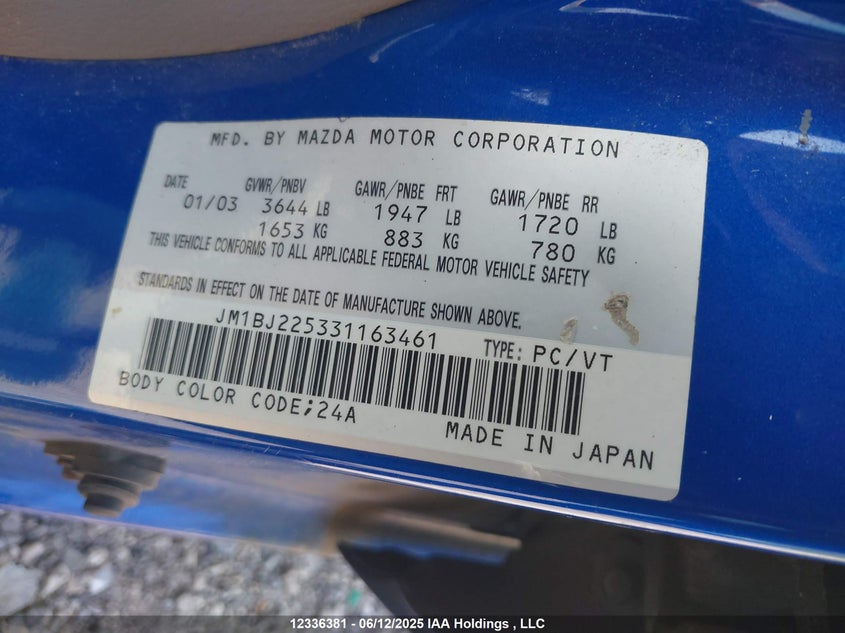 MFD. BY MAZDA MOTOR CORPORATION
DATE GVWR/PNBV GAWR/PNBE FRT GAWR/PNBE RR
01/03 3644 LB 1947 LB 1720 LB
1653 KG 883 KG 780 KG
THIS VEHICLE CONFORMS TO ALL APPLICABLE FEDERAL MOTOR VEHICLE SAFETY
STANDARDS IN EFFECT ON THE DATE OF MANUFACTURE SHOWN ABOVE.
JM1BJ225331163461 TYPE: PC/VT
BODY COLOR CODE;24A
MADE IN JAPAN
12336381 - 06/12/2025 IAA Holdings , LLC